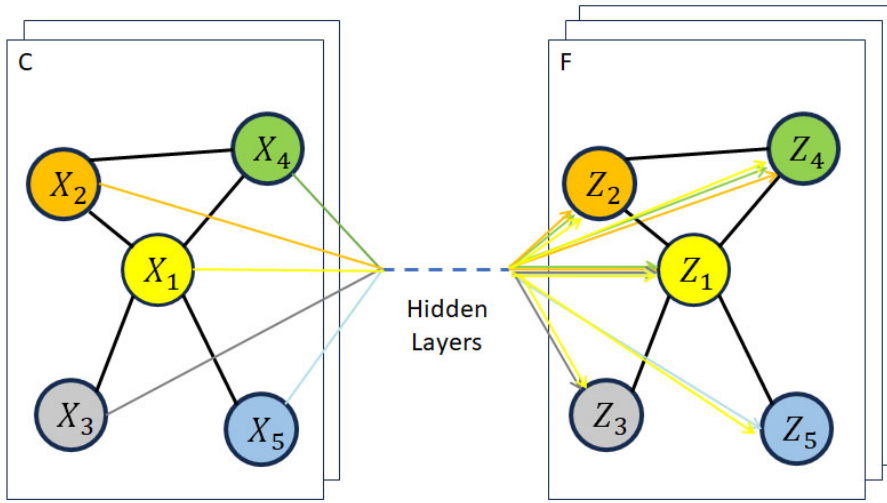 C
X₄
X₂
X₁
X₃
X₅
Hidden
Layers
F
Z₄
Z₂
Z₁
Z₃
Z₅